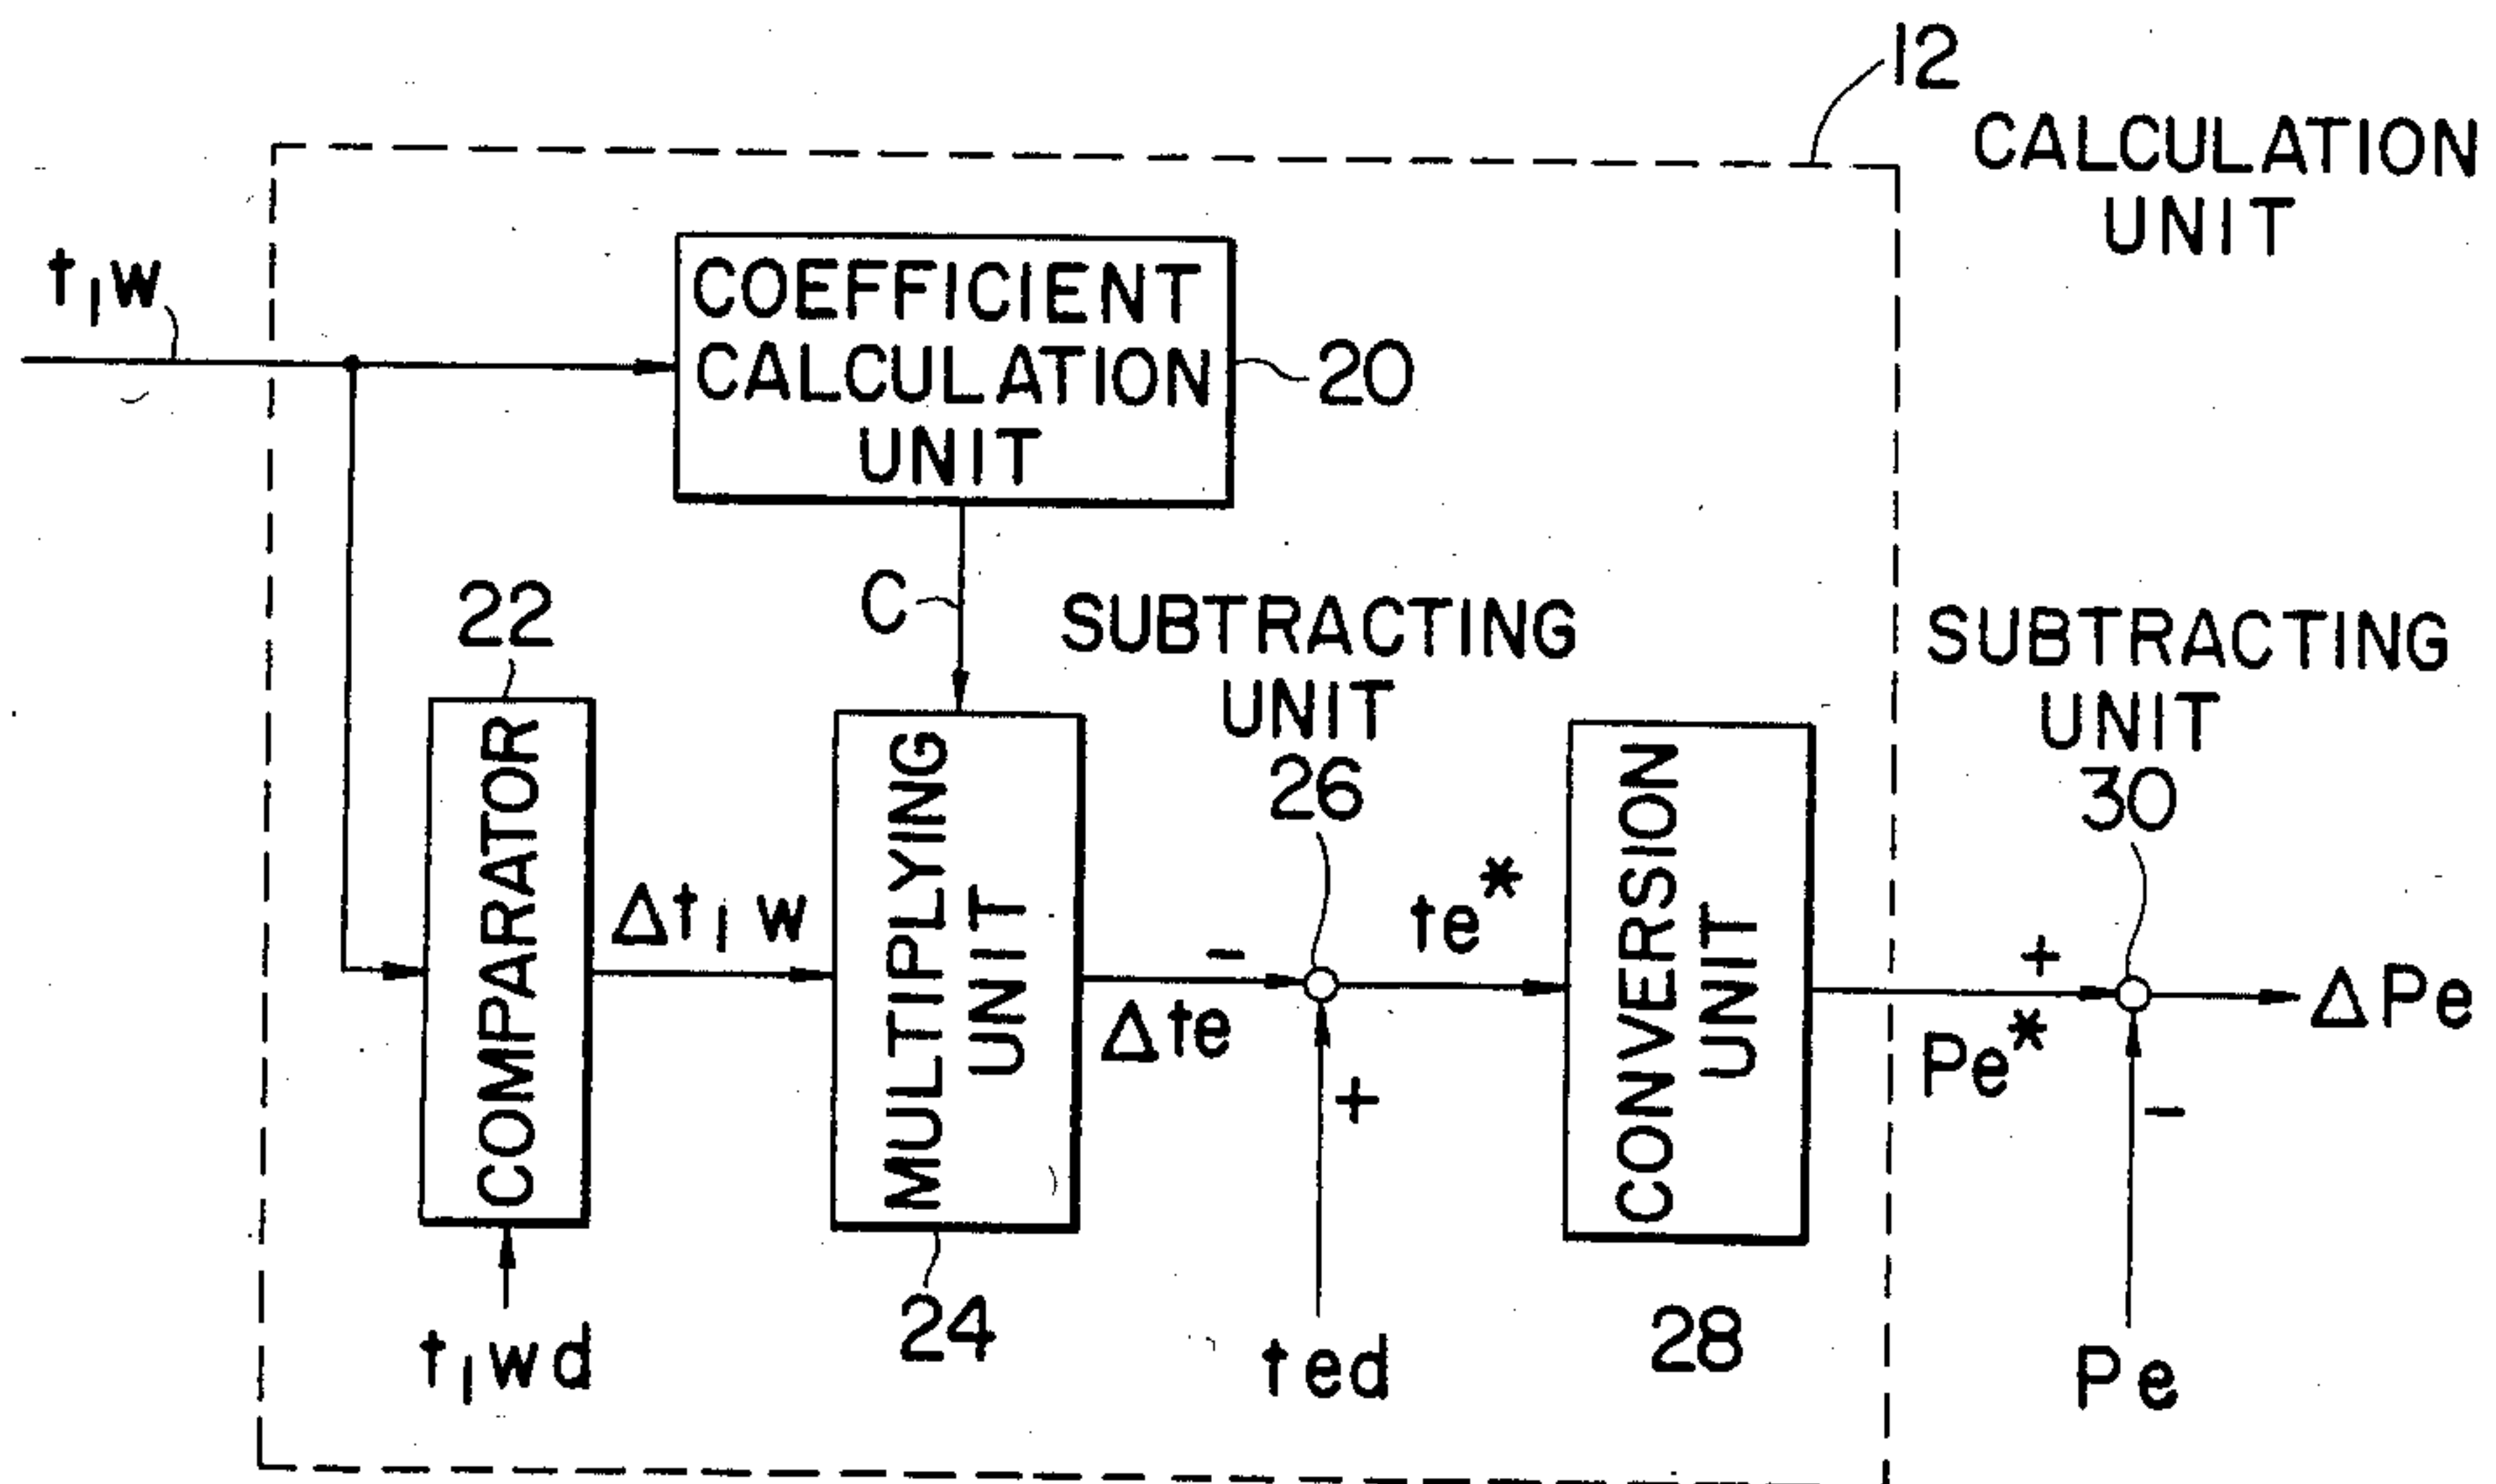 12
CALCULATION
UNIT
t₁w
COEFFICIENT
CALCULATION
UNIT
20
C
22
SUBTRACTING
UNIT
26
SUBTRACTING
UNIT
30
COMPARATOR
Δt₁w
MULTIPLYING
UNIT
-
Δte
+
te*
CONVERSION
UNIT
+
Pe*
-
ΔPe
t₁wd
24
ted
28
Pe